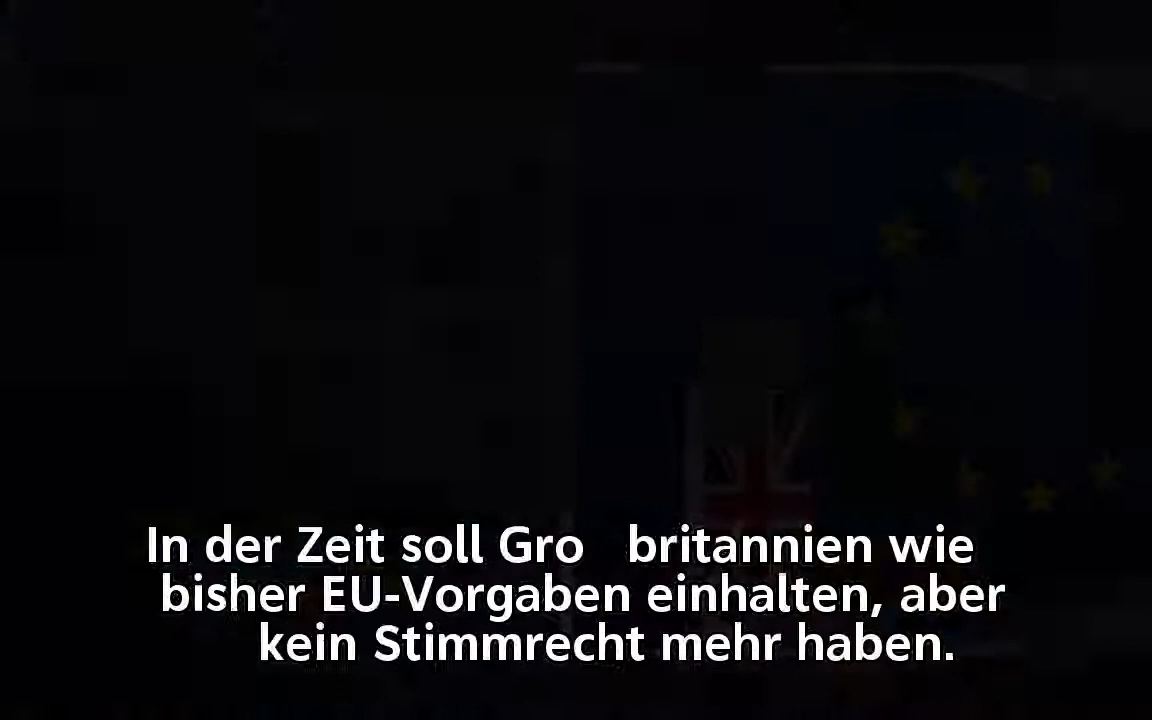 In der Zeit soll Gro britannien wie
bisher EU-Vorgaben einhalten, aber
kein Stimmrecht mehr haben.